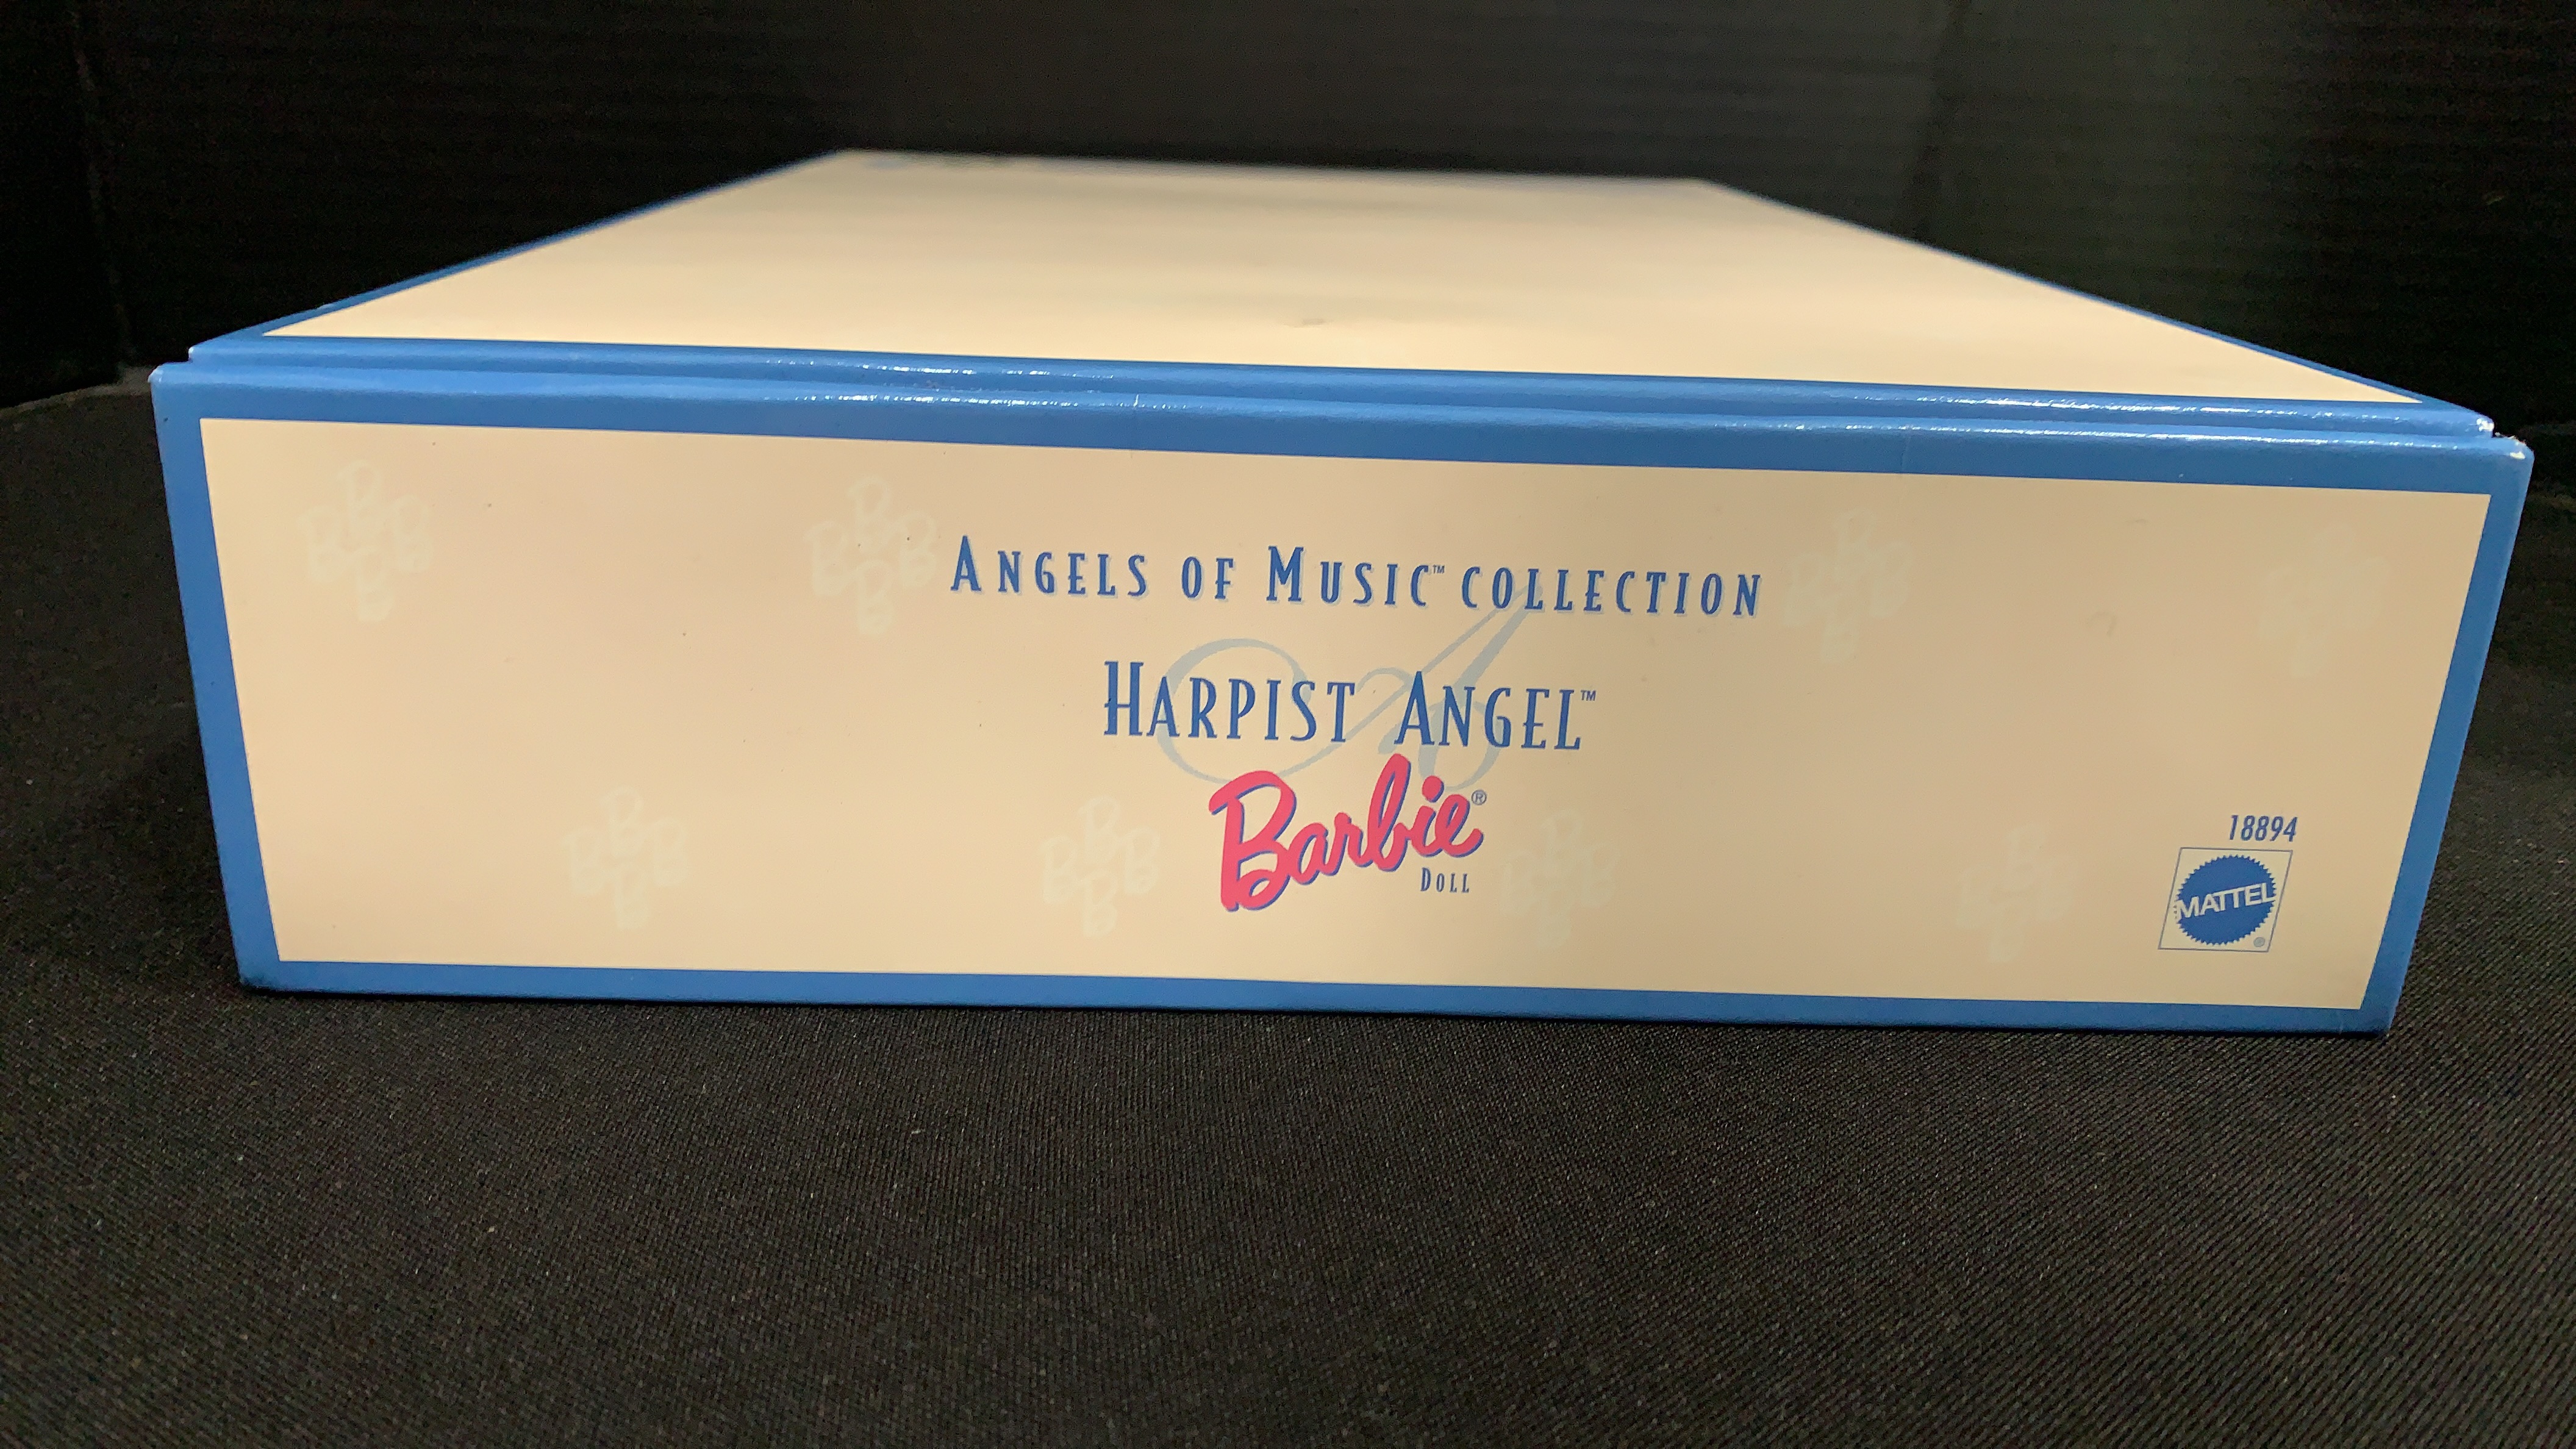 ANGELS OF MUSIC™ COLLECTION
HARPIST ANGEL™
Barbie®
DOLL
18894
MATTEL
®